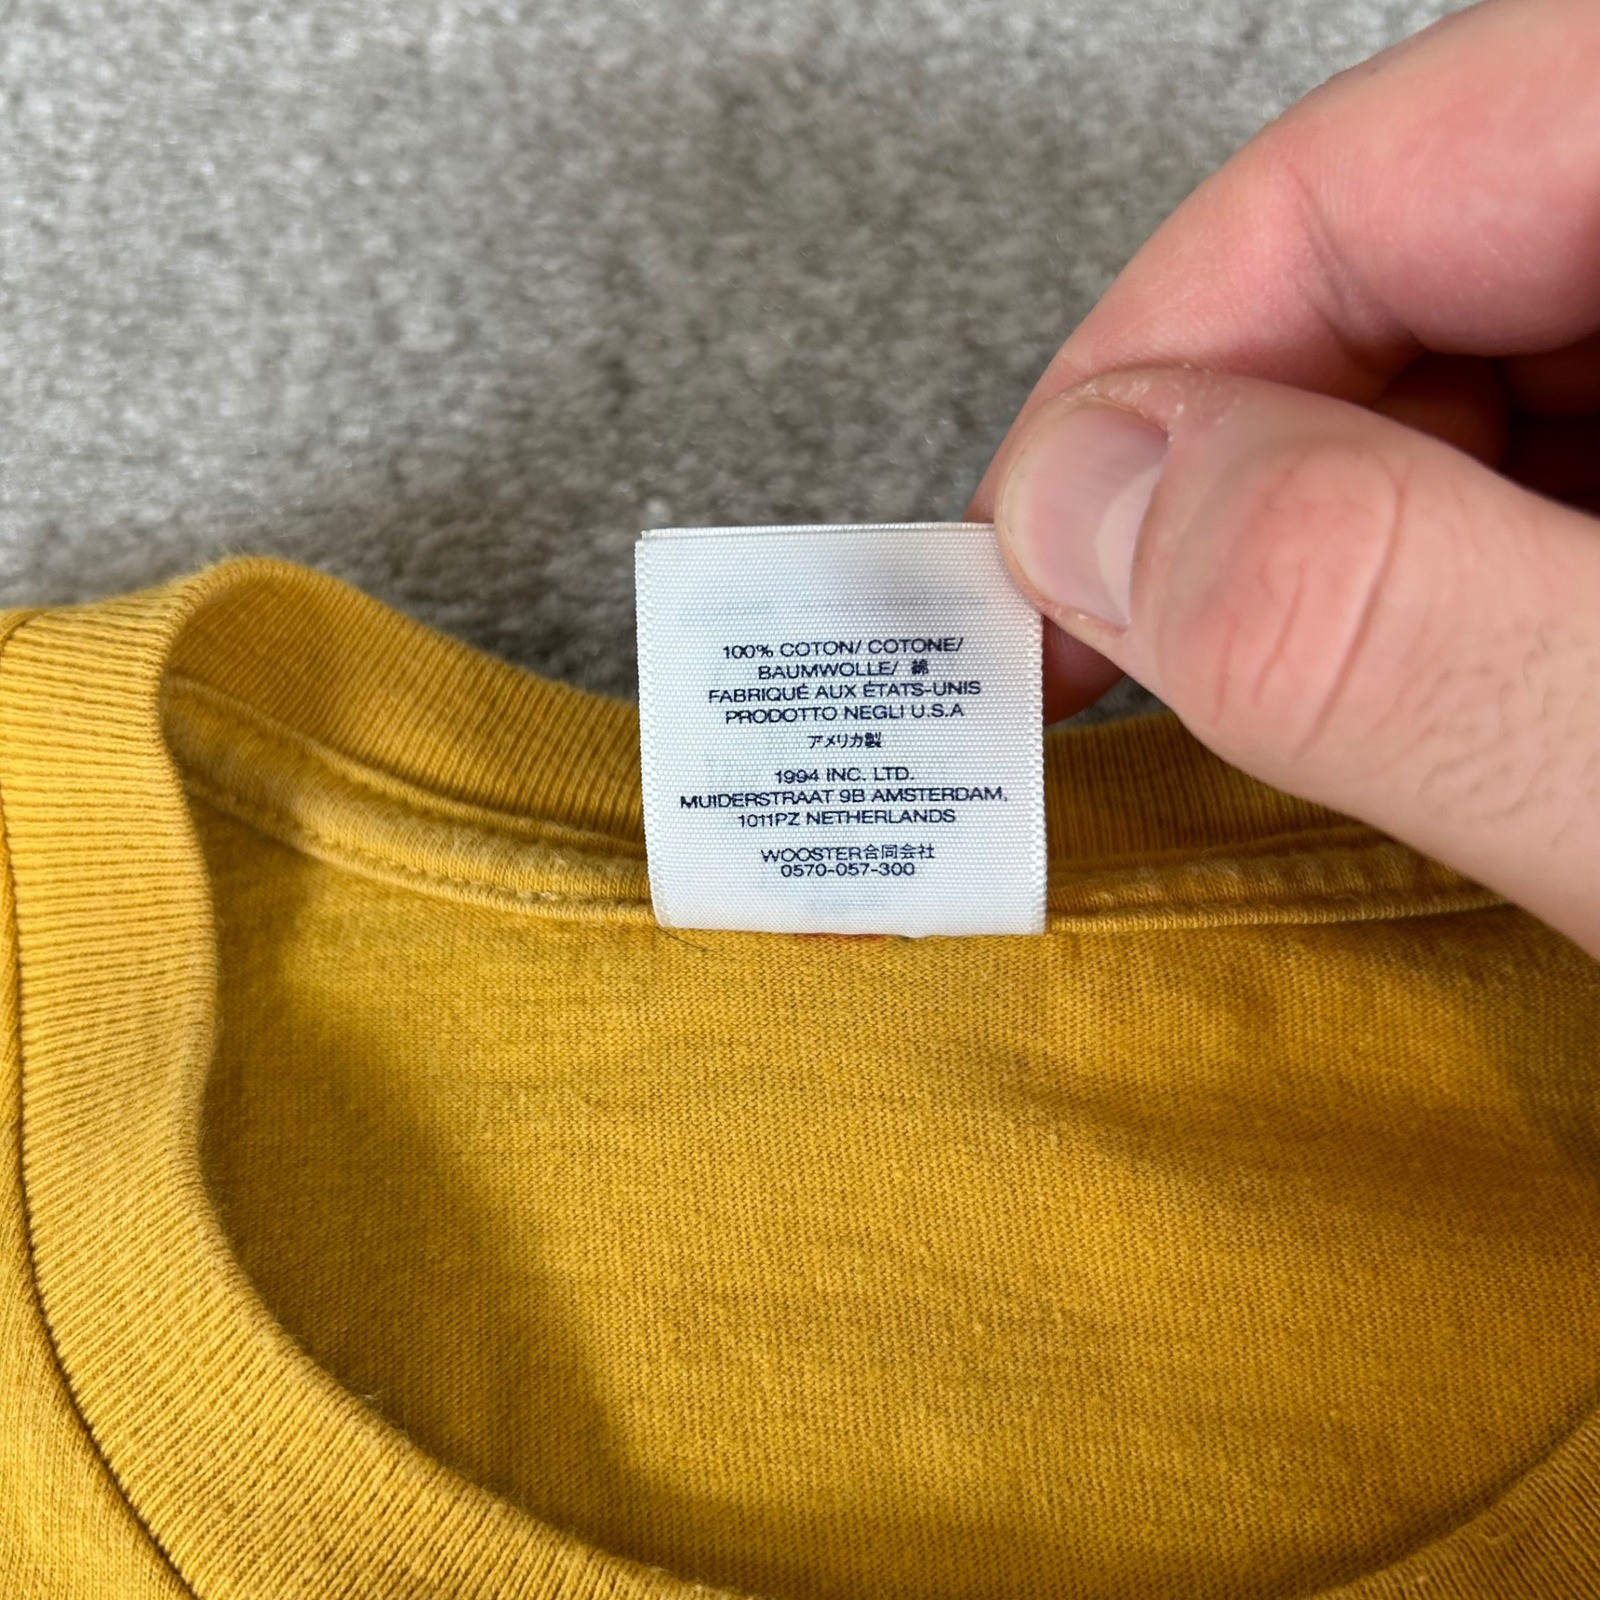 100% COTON/ COTONE/
BAUMWOLLE/ 綿
FABRIQUÉ AUX ÉTATS-UNIS
PRODOTTO NEGLI U.S.A
アメリカ製
1994 INC. LTD.
MUIDERSTRAAT 9B AMSTERDAM,
1011PZ NETHERLANDS
WOOSTER合同会社
0570-057-300